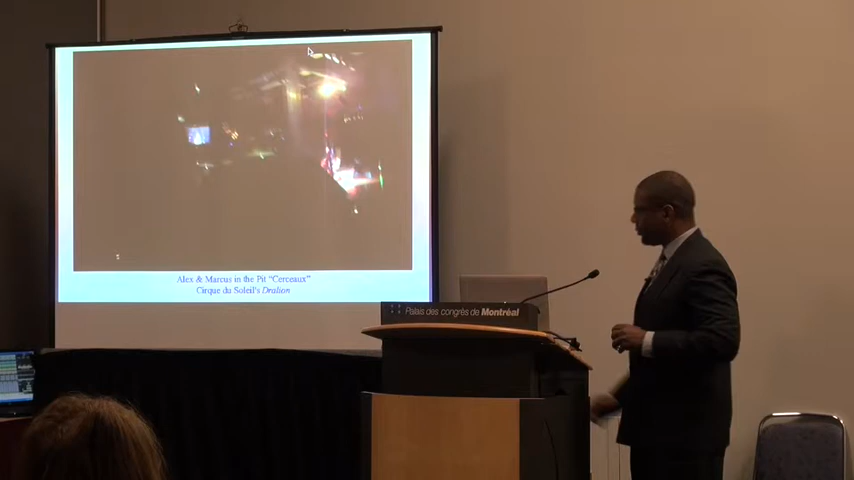 Alex & Marcus in the Pit "Cerceaux"
Cirque du Soleil's Dralion
Palais des congrès de Montréal